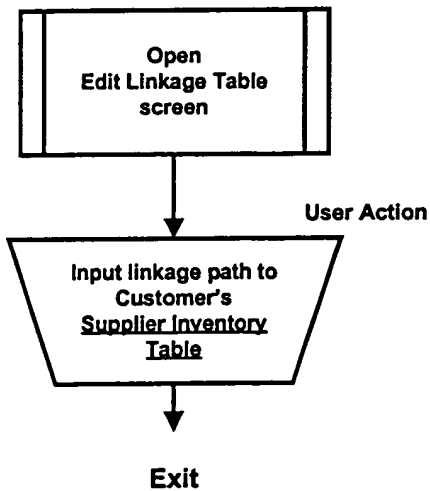 Open
Edit Linkage Table
screen
User Action
Input linkage path to
Customer's
Supplier Inventory
Table
Exit